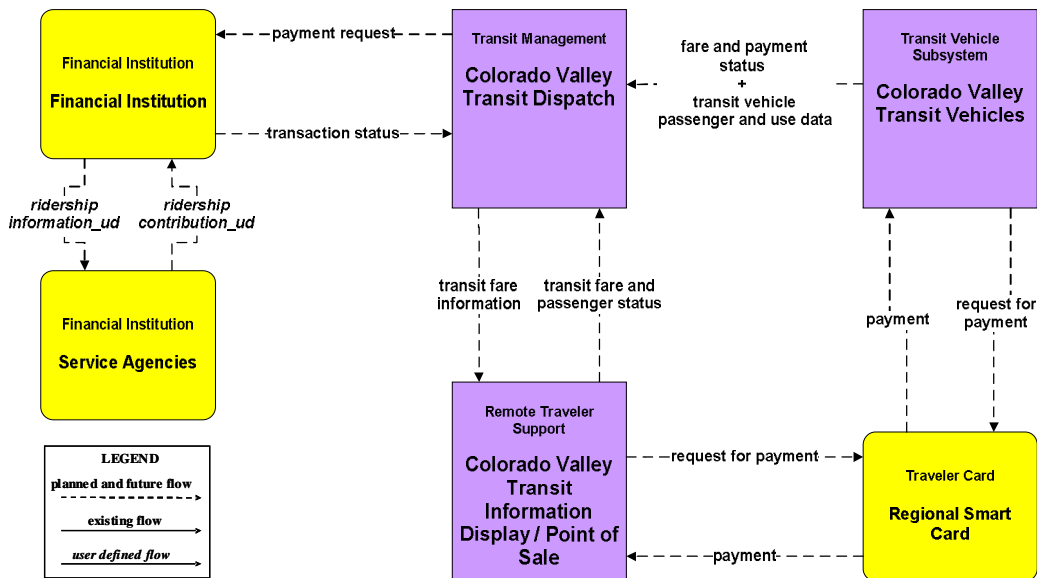 Financial Institution
Financial Institution
payment request
Transit Management
Colorado Valley
Transit Dispatch
fare and payment
status
+
transit vehicle
passenger and use data
Transit Vehicle
Subsystem
Colorado Valley
Transit Vehicles
transaction status
ridership
information_ud
ridership
contribution_ud
Financial Institution
Service Agencies
transit fare
information
transit fare and
passenger status
payment
request for
payment
Remote Traveler
Support
Colorado Valley
Transit
Information
Display / Point of
Sale
request for payment
payment
Traveler Card
Regional Smart
Card
LEGEND
planned and future flow
existing flow
user defined flow